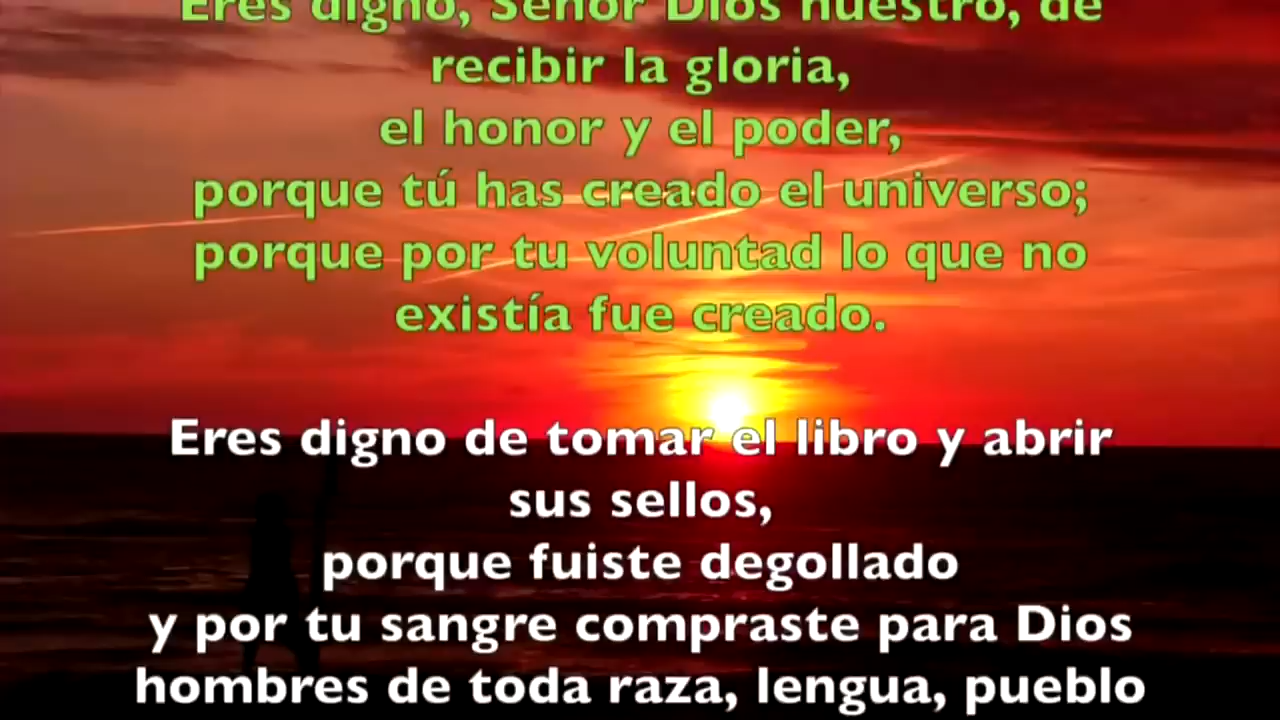 Eres digno, Señor Dios nuestro, de
recibir la gloria,
el honor y el poder,
porque tú has creado el universo;
porque por tu voluntad lo que no
existía fue creado.
Eres digno de tomar el libro y abrir
sus sellos,
porque fuiste degollado
y por tu sangre compraste para Dios
hombres de toda raza, lengua, pueblo